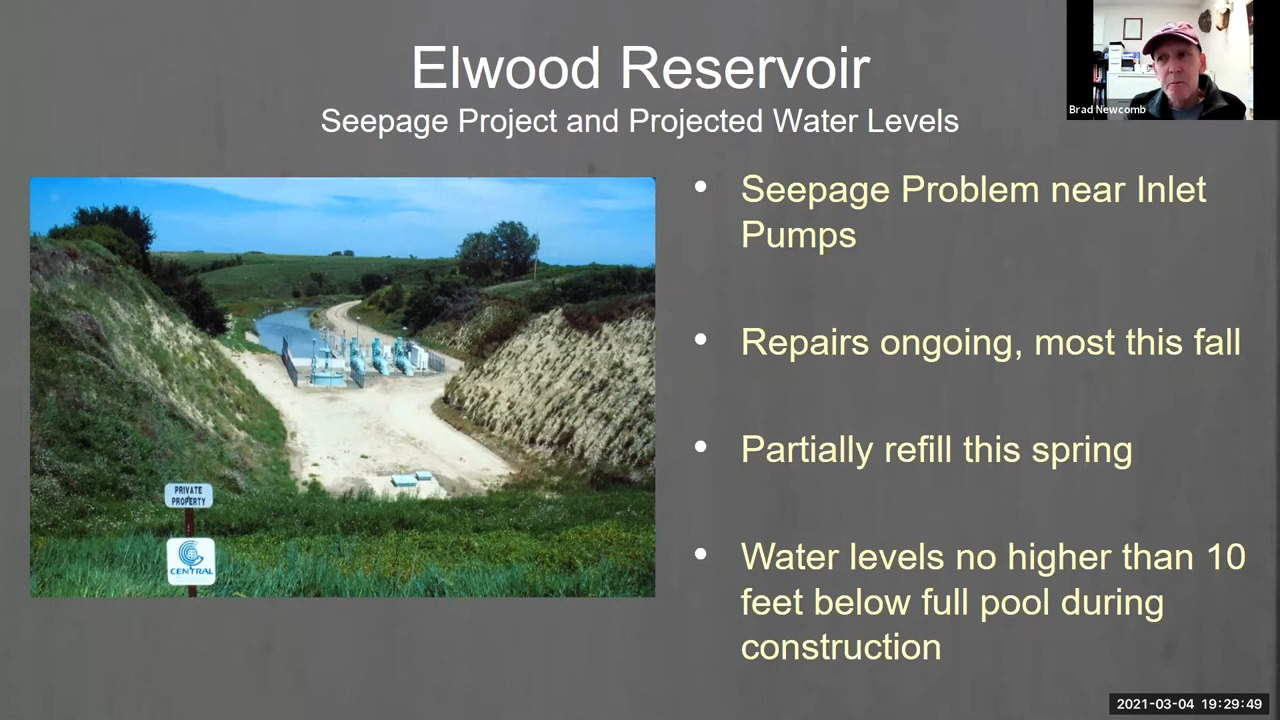 Elwood Reservoir
Seepage Project and Projected Water Levels
Brad Newcomb
• Seepage Problem near Inlet
Pumps
• Repairs ongoing, most this fall
• Partially refill this spring
• Water levels no higher than 10
feet below full pool during
construction
PRIVATE
PROPERTY
CENTRAL
2021-03-04 19:29:49